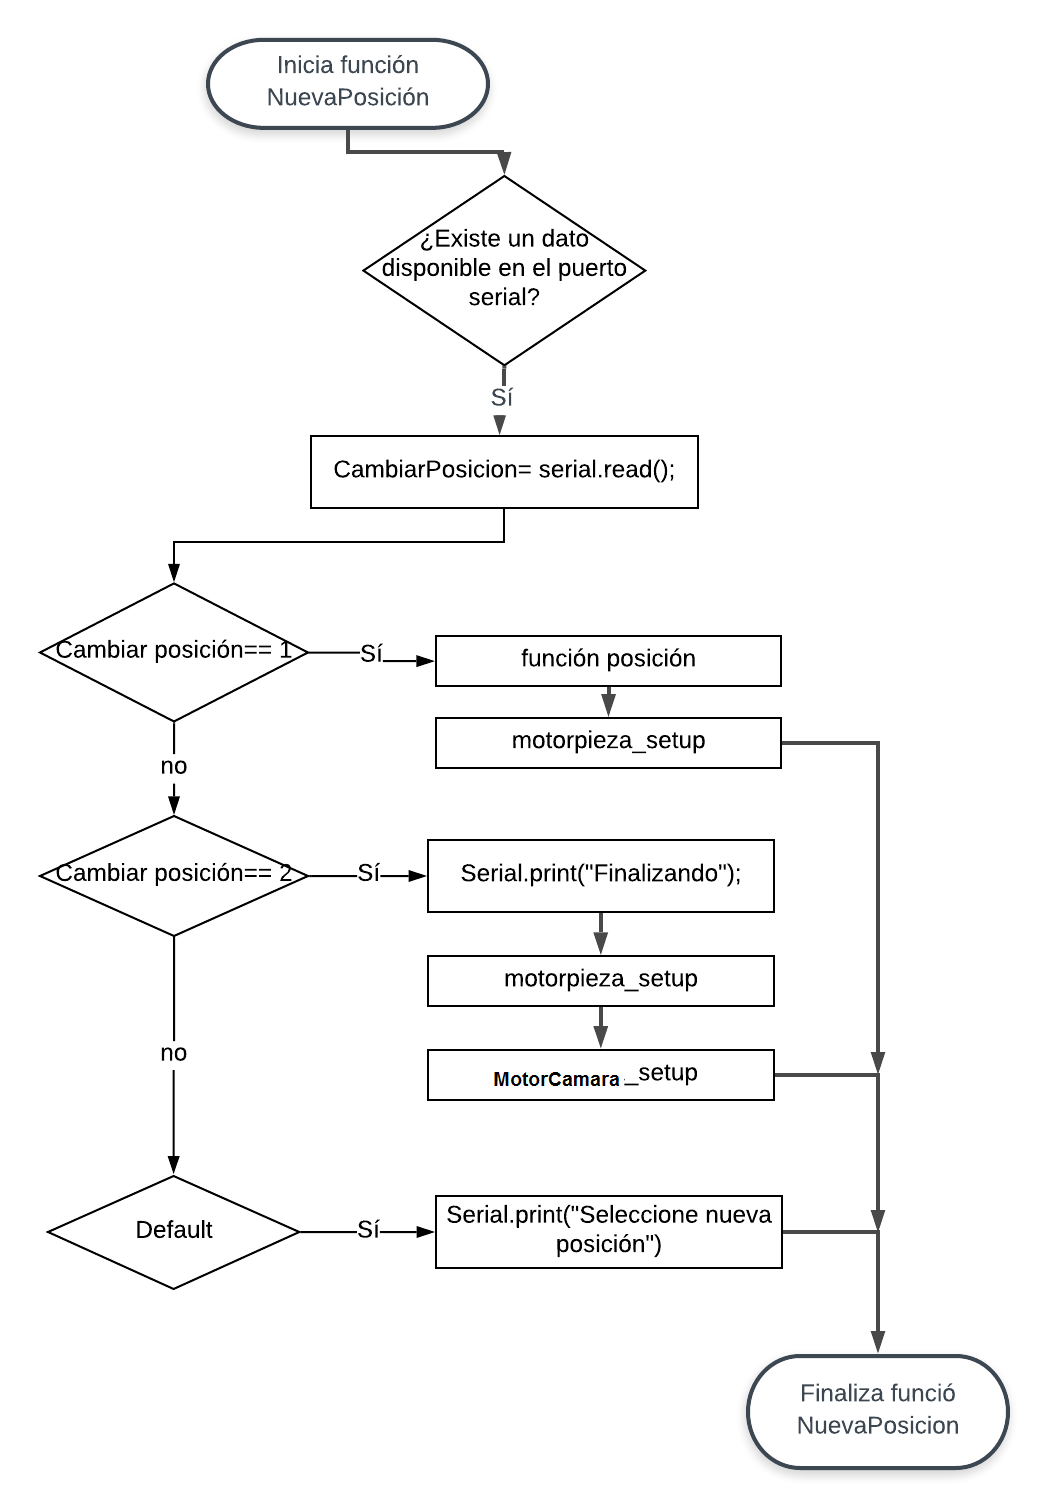 Inicia función
NuevaPosición
¿Existe un dato
disponible en el puerto
serial?
Sí
CambiarPosicion= serial.read();
Cambiar posición== 1
Sí
función posición
motorpieza_setup
no
Cambiar posición== 2
Sí
Serial.print("Finalizando");
motorpieza_setup
MotorCamara _setup
no
Default
Sí
Serial.print("Seleccione nueva
posición")
Finaliza funció
NuevaPosicion